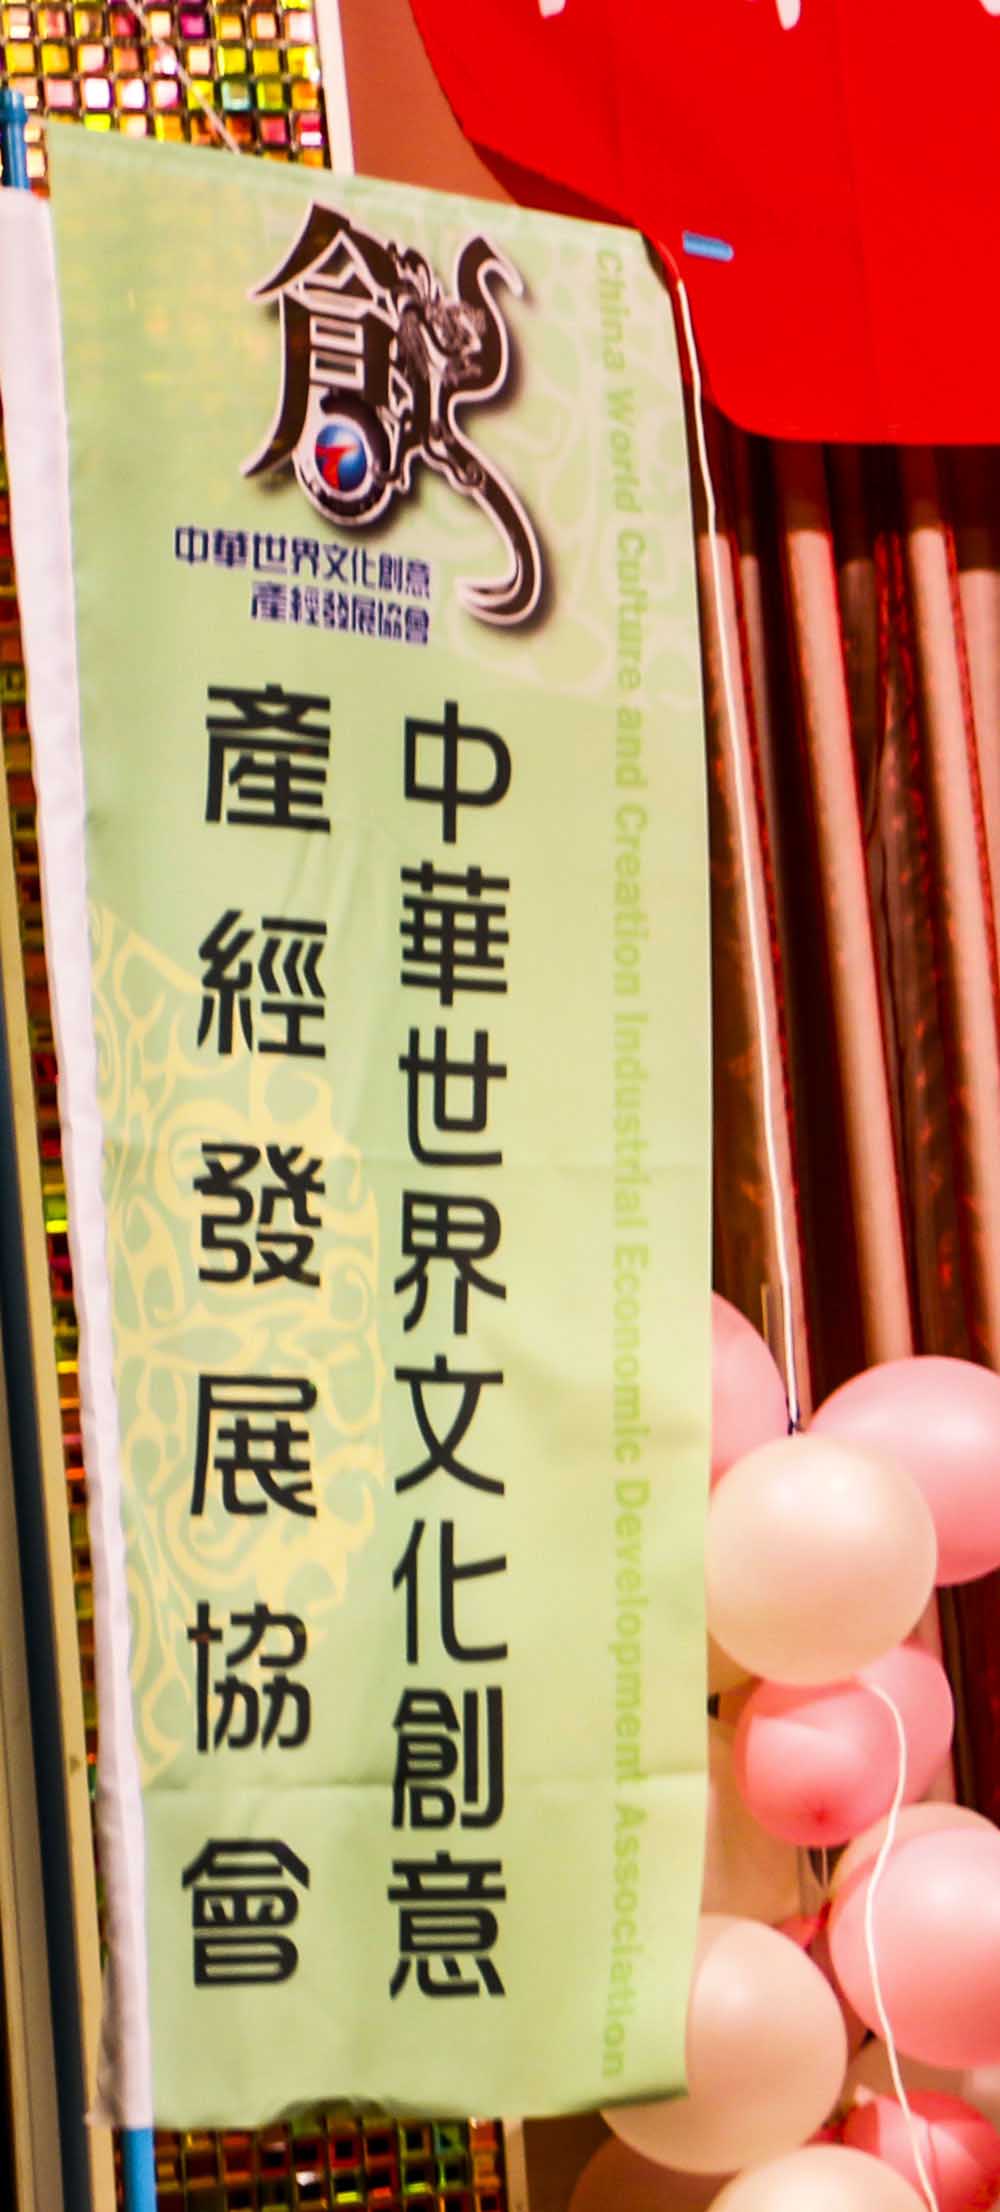 創
中華世界文化創意
產經發展協會
China World Culture and Creation Industrial Economic Development Association
中華世界文化創意
產經發展協會